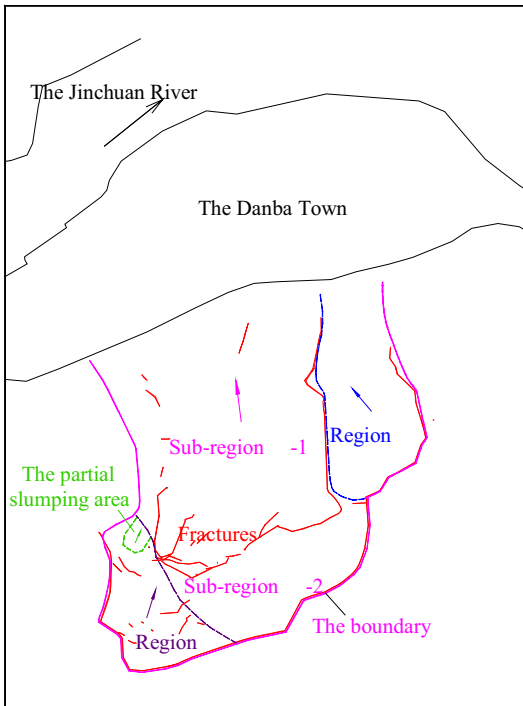 The Jinchuan River
The Danba Town
Sub-region -1
Region
The partial
slumping area
Fractures
Sub-region -2
The boundary
Region